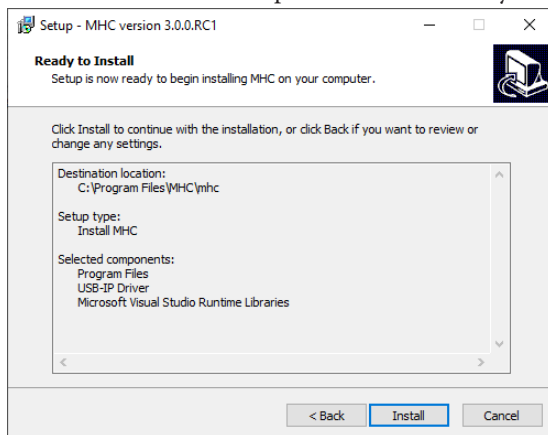 Setup - MHC version 3.0.0.RC1
Ready to Install
Setup is now ready to begin installing MHC on your computer.
Click Install to continue with the installation, or click Back if you want to review or
change any settings.
Destination location:
C:\Program Files\MHC\mhc
Setup type:
Install MHC
Selected components:
Program Files
USB-IP Driver
Microsoft Visual Studio Runtime Libraries
< Back Install Cancel